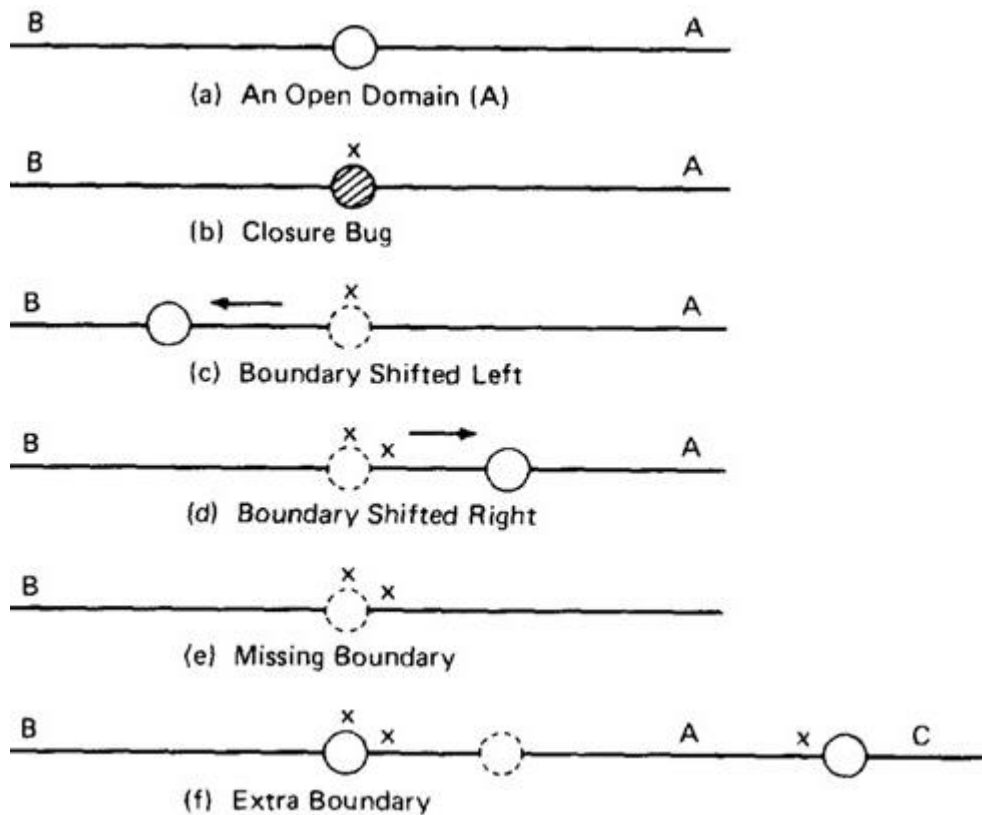 B A
(a) An Open Domain (A)
x
B A
(b) Closure Bug
x
B A
(c) Boundary Shifted Left
x x
B A
(d) Boundary Shifted Right
x x
B
(e) Missing Boundary
x
B x A x C
(f) Extra Boundary